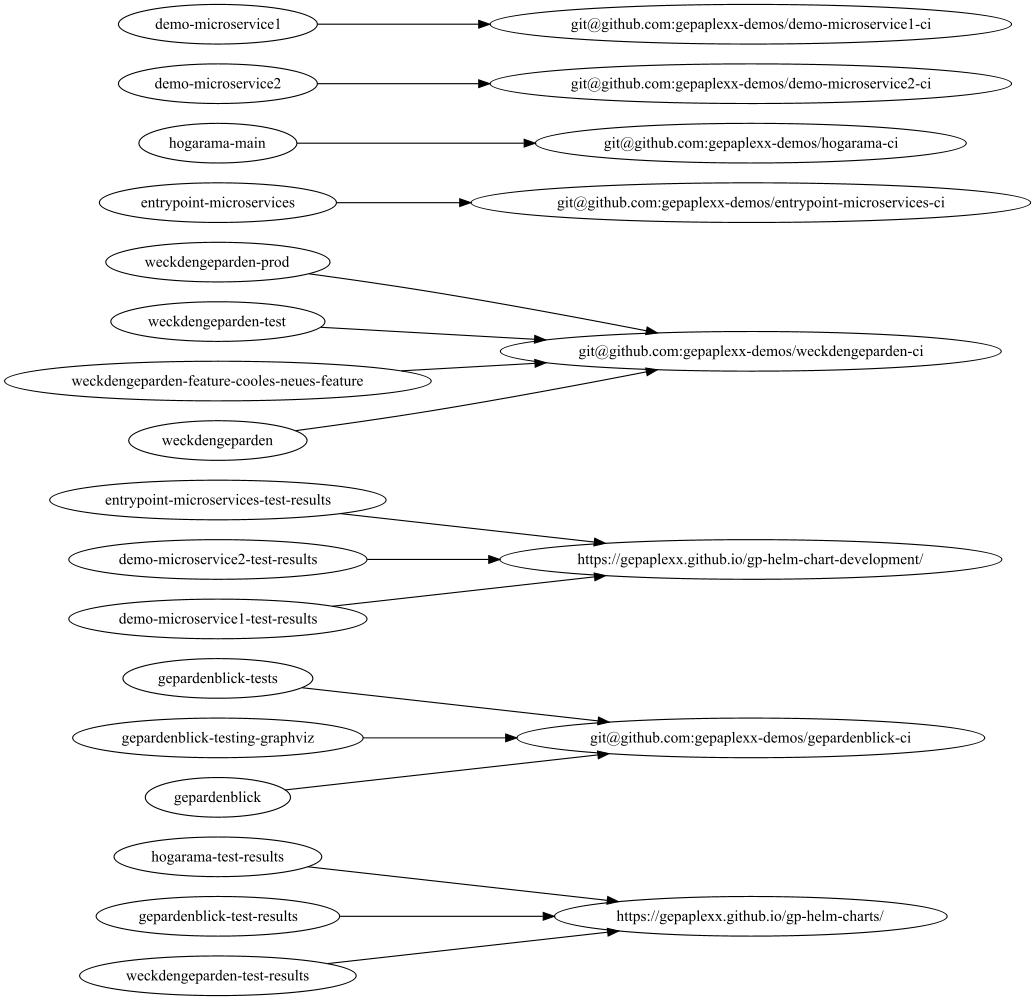 demo-microservice1
git@github.com:gepaplexx-demos/demo-microservice1-ci
demo-microservice2
git@github.com:gepaplexx-demos/demo-microservice2-ci
hogarama-main
git@github.com:gepaplexx-demos/hogarama-ci
entrypoint-microservices
git@github.com:gepaplexx-demos/entrypoint-microservices-ci
weckdengeparden-prod
weckdengeparden-test
git@github.com:gepaplexx-demos/weckdengeparden-ci
weckdengeparden-feature-cooles-neues-feature
weckdengeparden
entrypoint-microservices-test-results
demo-microservice2-test-results
https://gepaplexx.github.io/gp-helm-chart-development/
demo-microservice1-test-results
gepardenblick-tests
gepardenblick-testing-graphviz
git@github.com:gepaplexx-demos/gepardenblick-ci
gepardenblick
hogarama-test-results
gepardenblick-test-results
https://gepaplexx.github.io/gp-helm-charts/
weckdengeparden-test-results